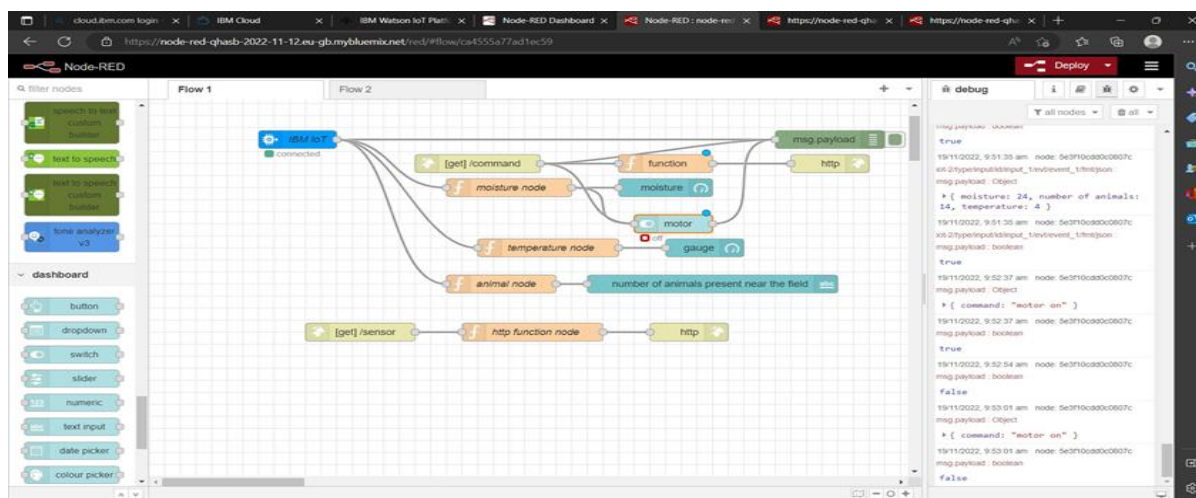 cloud.ibm.com login
IBM Cloud
IBM Watson IoT Platf
Node-RED Dashboard
Node-RED : node-red
https://node-red-qha
https://node-red-qha
https://node-red-qhasb-2022-11-12.eu-gb.mybluemix.net/red/#flow/ca4555a77ad1ec59
Node-RED
Deploy
filter nodes
Flow 1
Flow 2
debug
all nodes
all
speech to text
custom
builder
text to speech
text to speech
custom
builder
tone analyzer
v3
dashboard
button
dropdown
switch
slider
numeric
text input
date picker
colour picker
IBM IoT
connected
msg.payload
[get] /command
function
http
moisture node
moisture
motor
off
temperature node
gauge
animal node
number of animals present near the field
abc
[get] /sensor
http function node
http
msg.payload : boolean
true
19/11/2022, 9:51:35 am node: 5e3f10cdd0c0807c
msg.payload : Object
{ moisture: 24, number of animals:
14, temperature: 4 }
19/11/2022, 9:51:35 am node: 5e3f10cdd0c0807c
msg.payload : boolean
true
19/11/2022, 9:52:37 am node: 5e3f10cdd0c0807c
msg.payload : Object
{ command: "motor on" }
19/11/2022, 9:52:37 am node: 5e3f10cdd0c0807c
msg.payload : boolean
true
19/11/2022, 9:52:54 am node: 5e3f10cdd0c0807c
msg.payload : boolean
false
19/11/2022, 9:53:01 am node: 5e3f10cdd0c0807c
msg.payload : Object
{ command: "motor on" }
19/11/2022, 9:53:01 am node: 5e3f10cdd0c0807c
msg.payload : boolean
false